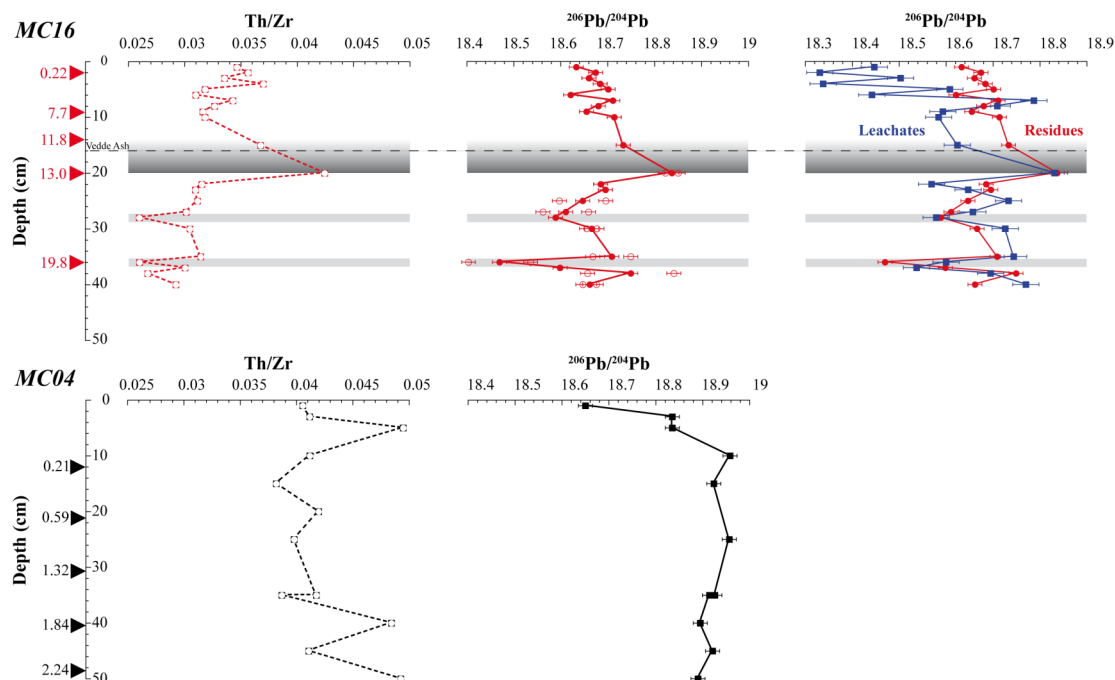 MC16
Th/Zr
0.025 0.03 0.035 0.04 0.045 0.05
²⁰⁶Pb/²⁰⁴Pb
18.4 18.5 18.6 18.7 18.8 18.9 19
²⁰⁶Pb/²⁰⁴Pb
18.3 18.4 18.5 18.6 18.7 18.8 18.9
Depth (cm)
0
10
20
30
40
50
0.22
7.7
11.8
13.0
19.8
Vedde Ash
Leachates
Residues
MC04
Th/Zr
0.025 0.03 0.035 0.04 0.045 0.05
²⁰⁶Pb/²⁰⁴Pb
18.4 18.5 18.6 18.7 18.8 18.9 19
Depth (cm)
0
10
20
30
40
50
0.21
0.59
1.32
1.84
2.24